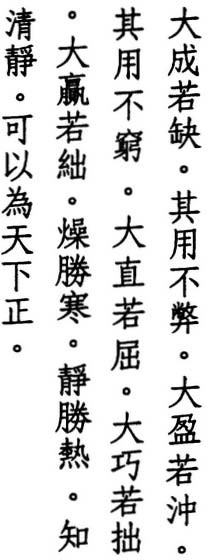 大成若缺。其用不弊。大盈若沖。
其用不窮。大直若屈。大巧若拙
。大贏若絀。燥勝寒。靜勝熱。知
清靜。可以為天下正。